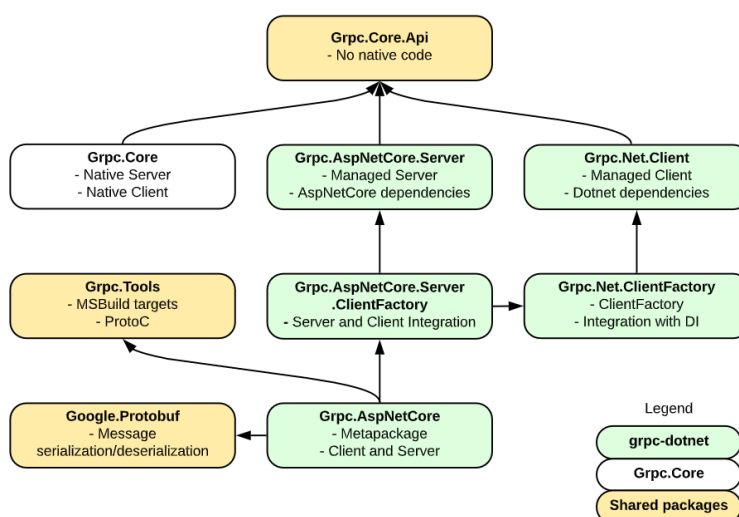 Grpc.Core.Api
- No native code
Grpc.Core
- Native Server
- Native Client
Grpc.AspNetCore.Server
- Managed Server
- AspNetCore dependencies
Grpc.Net.Client
- Managed Client
- Dotnet dependencies
Grpc.Tools
- MSBuild targets
- ProtoC
Grpc.AspNetCore.Server
.ClientFactory
- Server and Client Integration
Grpc.Net.ClientFactory
- ClientFactory
- Integration with DI
Google.Protobuf
- Message
serialization/deserialization
Grpc.AspNetCore
- Metapackage
- Client and Server
Legend
grpc-dotnet
Grpc.Core
Shared packages